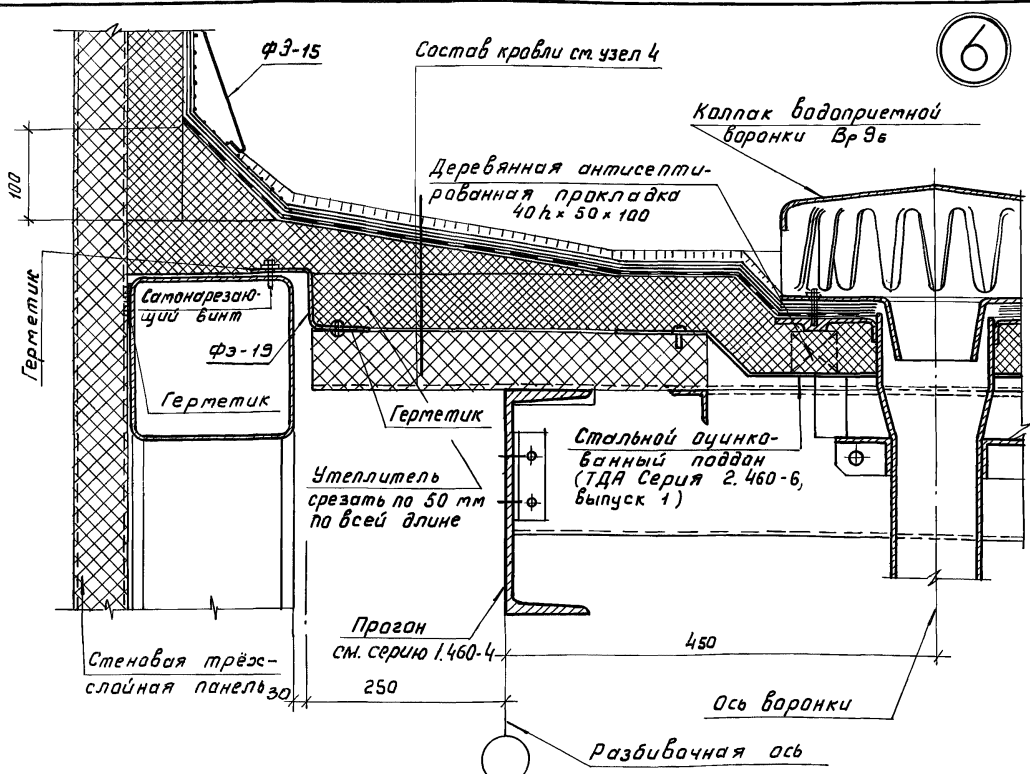 6
фЭ-15
Состав кровли см. узел 4
Колпак водоприемной
воронки Вр 9б
Деревянная антисепти-
рованная прокладка
40h × 50 × 100
100
Герметик
Самонарезаю-
щий винт
Фэ-19
Герметик
Герметик
Утеплитель
срезать по 50 мм
по всей длине
Стальной оцинко-
ванный поддон
(ТДА Серия 2.460-6,
выпуск 1)
Прогон
см. серию 1.460-4
450
Стеновая трёх-
слойная панель
30
250
Ось воронки
Разбивочная ось